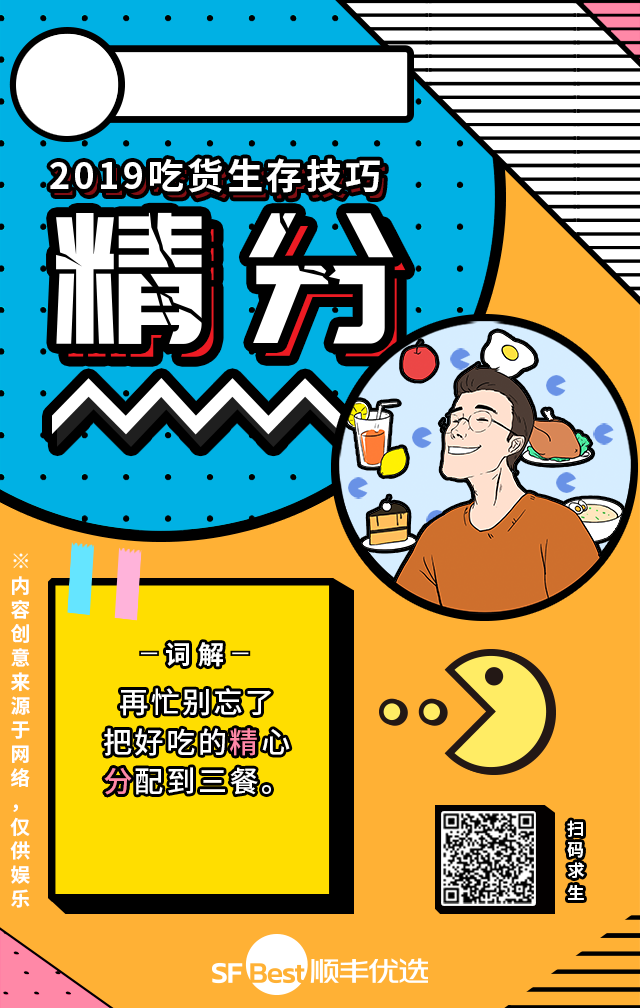 2019吃货生存技巧
精分
－词解－
再忙别忘了
把好吃的精心
分配到三餐。
※内容创意来源于网络，仅供娱乐
扫码求生
SF Best 顺丰优选